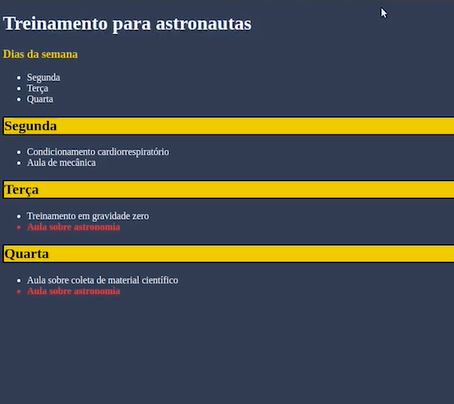 Treinamento para astronautas
Dias da semana
Segunda
Terça
Quarta
Segunda
Condicionamento cardiorrespiratório
Aula de mecânica
Terça
Treinamento em gravidade zero
Aula sobre astronomia
Quarta
Aula sobre coleta de material científico
Aula sobre astronomia